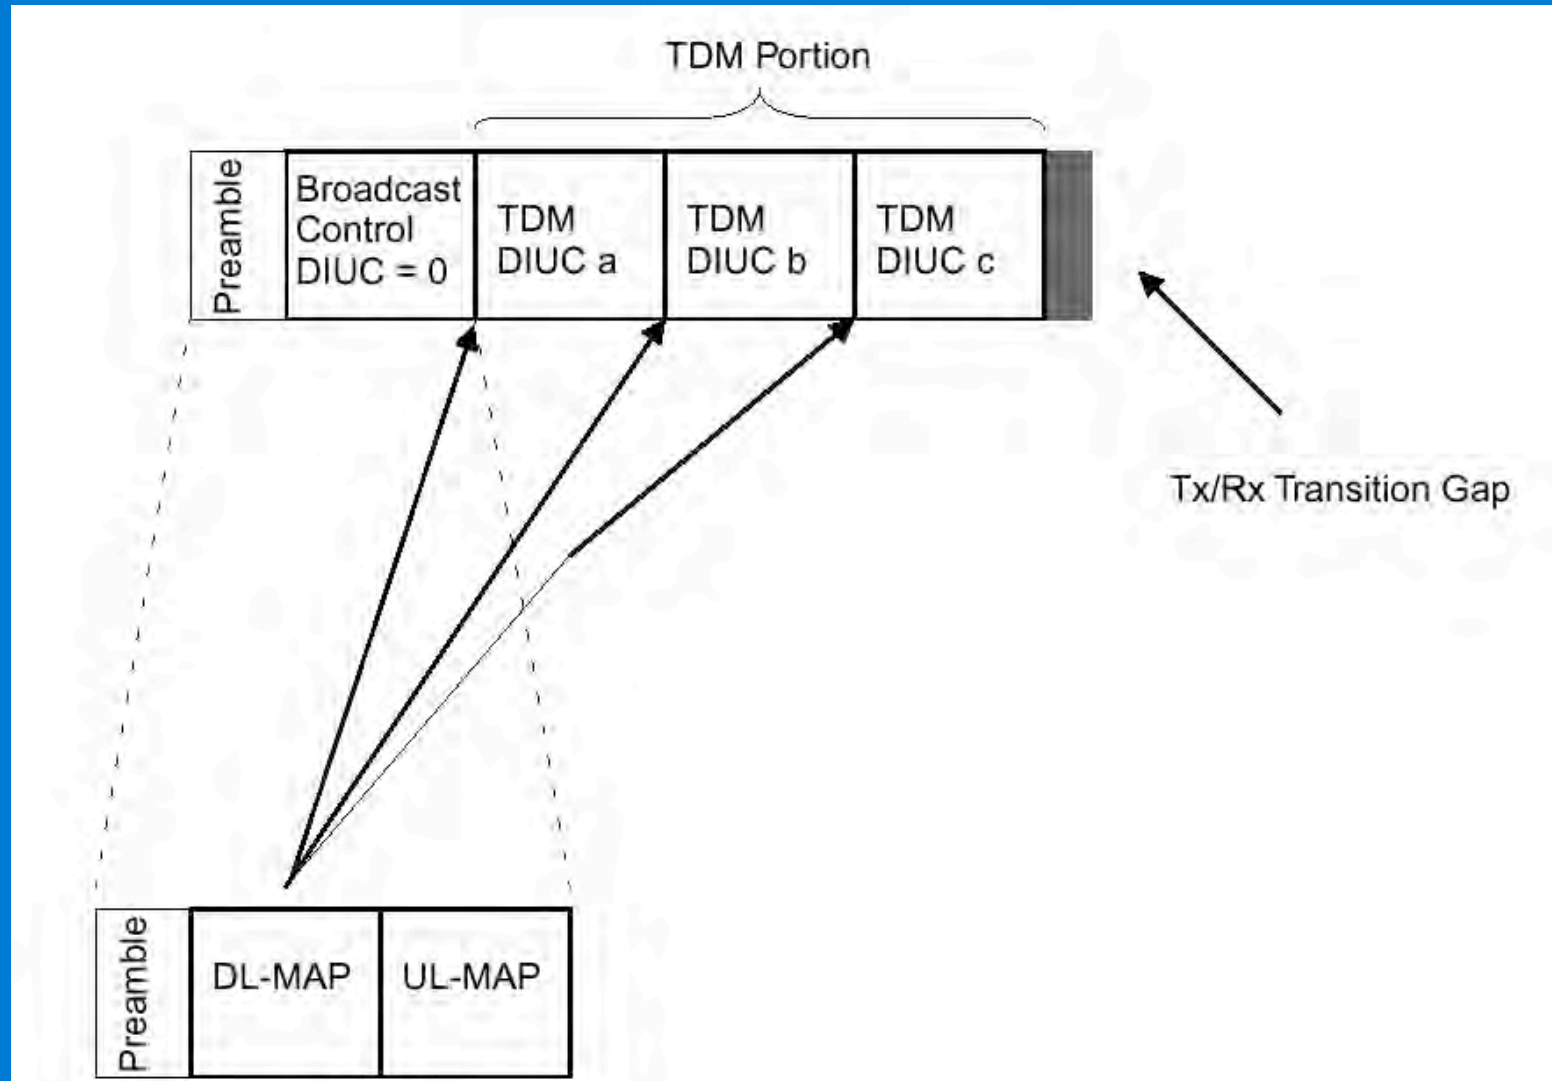 TDM Portion
Preamble
Broadcast
Control
DIUC = 0
TDM
DIUC a
TDM
DIUC b
TDM
DIUC c
Tx/Rx Transition Gap
Preamble
DL-MAP
UL-MAP